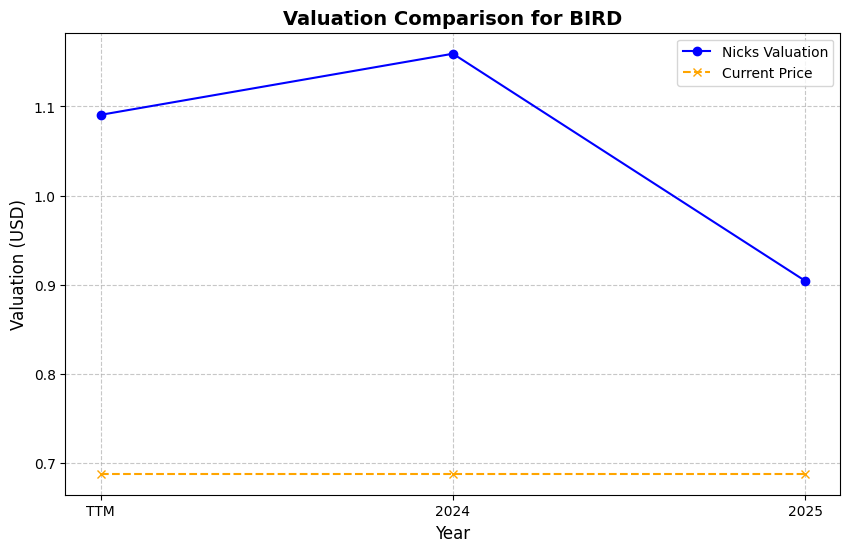 Valuation Comparison for BIRD
Nicks Valuation
Current Price
Valuation (USD)
1.1
1.0
0.9
0.8
0.7
TTM 2024 2025
Year